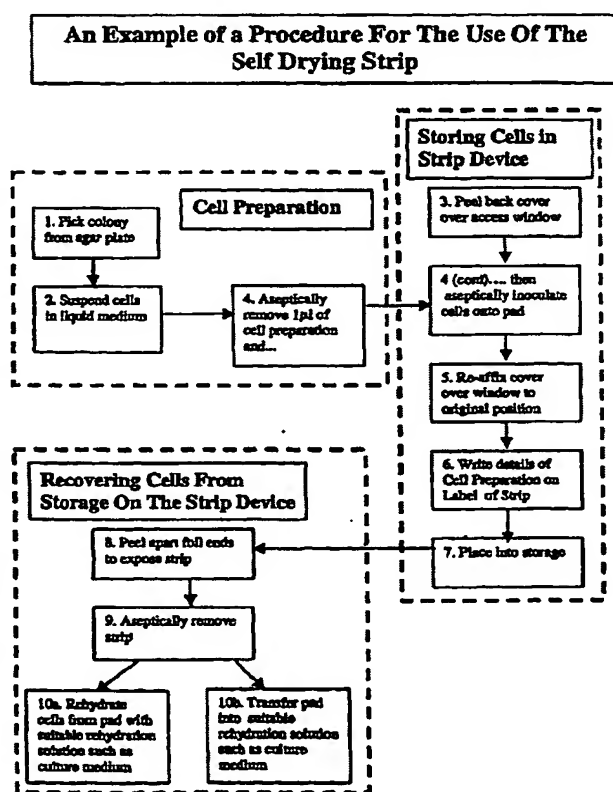 An Example of a Procedure For The Use Of The
Self Drying Strip
Storing Cells in
Strip Device
Cell Preparation
1. Pick colony
from agar plate
2. Suspend cells
in liquid medium
4. Aseptically
remove 1µl of
cell preparation
and...
3. Peel back cover
over access window
4 (cont).... then
aseptically inoculate
cells onto pad
5. Re-affix cover
over window to
original position
6. Write details of
Cell Preparation on
Label of Strip
7. Place into storage
Recovering Cells From
Storage On The Strip Device
8. Peel apart foil ends
to expose strip
9. Aseptically remove
strip
10a. Rehydrate
cells from pad with
suitable rehydration
solution such as
culture medium
10b. Transfer pad
into suitable
rehydration solution
such as culture
medium